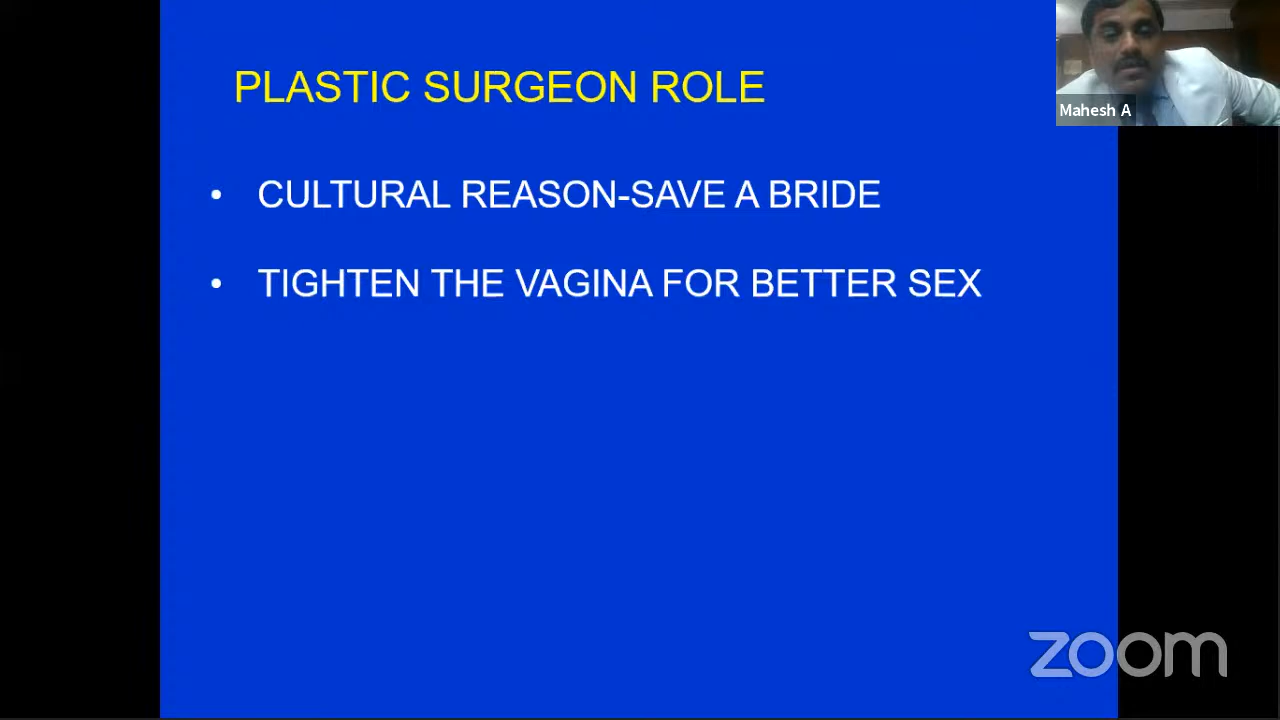 PLASTIC SURGEON ROLE
Mahesh A
• CULTURAL REASON-SAVE A BRIDE
• TIGHTEN THE VAGINA FOR BETTER SEX
zoom